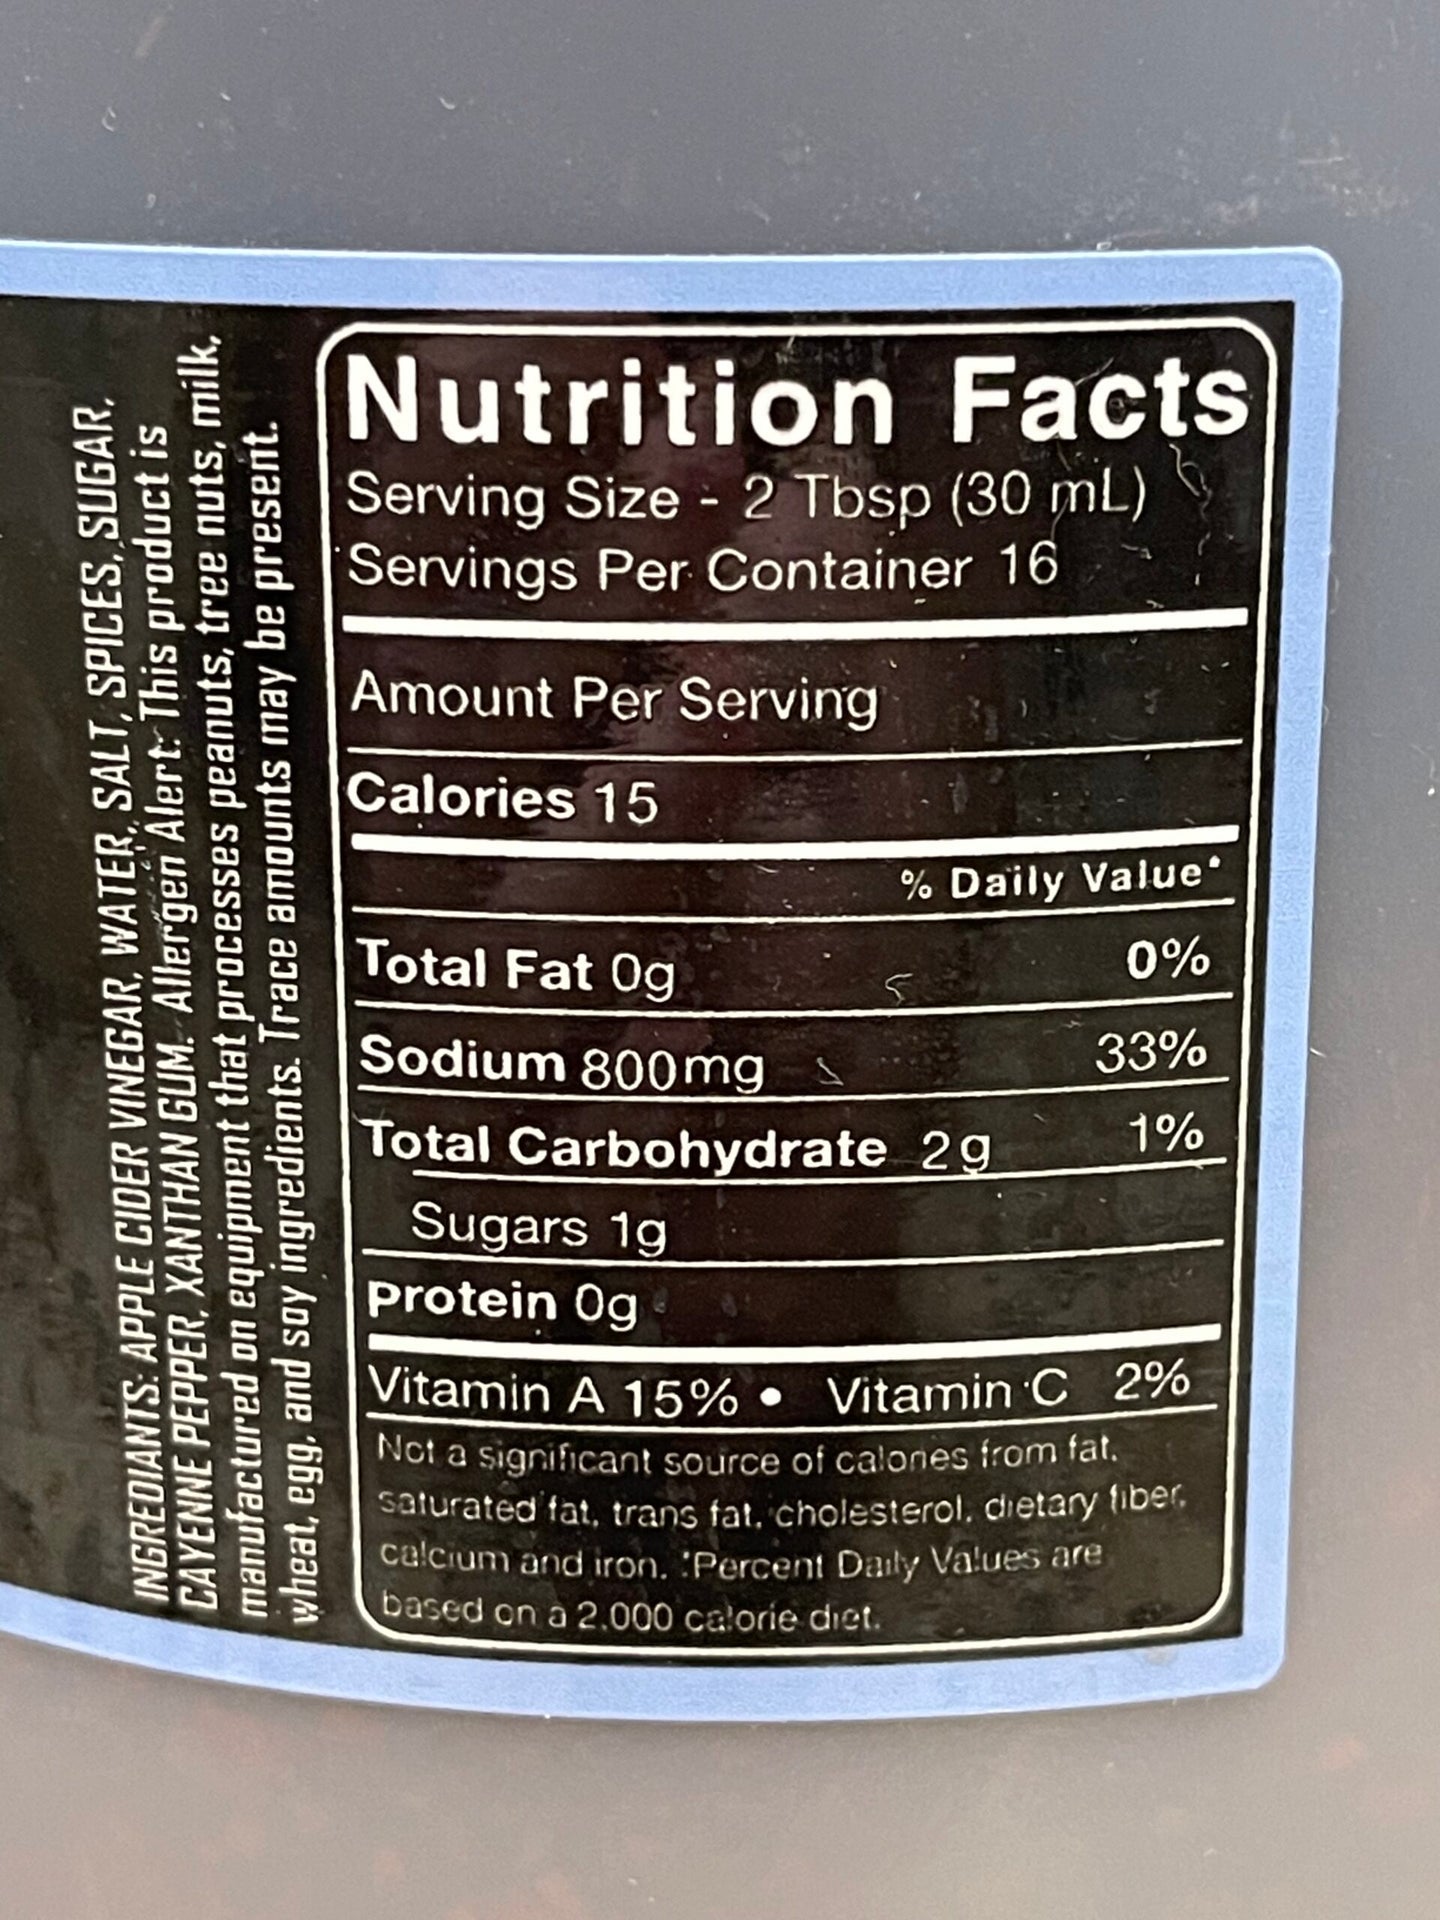 INGREDIANTS: APPLE CIDER VINEGAR, WATER, SALT, SPICES, SUGAR,
CAYENNE PEPPER, XANTHAN GUM. Allergen Alert: This product is
manufactured on equipment that processes peanuts, tree nuts, milk,
wheat, egg, and soy ingredients. Trace amounts may be present.
Nutrition Facts
Serving Size - 2 Tbsp (30 mL)
Servings Per Container 16
Amount Per Serving
Calories 15
% Daily Value*
Total Fat 0g 0%
Sodium 800mg 33%
Total Carbohydrate 2g 1%
Sugars 1g
protein 0g
Vitamin A 15% • Vitamin C 2%
Not a significant source of calories from fat,
saturated fat, trans fat, cholesterol, dietary fiber,
calcium and iron. *Percent Daily Values are
based on a 2,000 calorie diet.